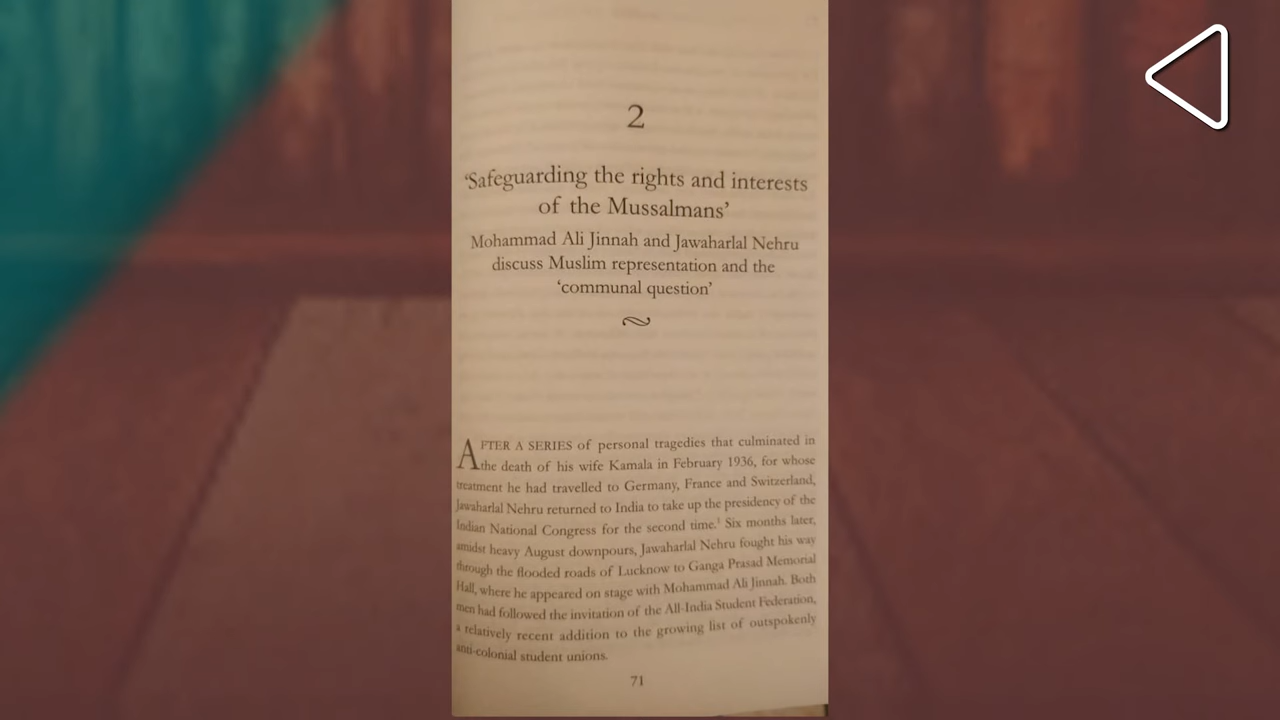 2
‘Safeguarding the rights and interests
of the Mussalmans’
Mohammad Ali Jinnah and Jawaharlal Nehru
discuss Muslim representation and the
‘communal question’
AFTER A SERIES of personal tragedies that culminated in
the death of his wife Kamala in February 1936, for whose
treatment he had travelled to Germany, France and Switzerland,
Jawaharlal Nehru returned to India to take up the presidency of the
Indian National Congress for the second time.¹ Six months later,
amidst heavy August downpours, Jawaharlal Nehru fought his way
through the flooded roads of Lucknow to Ganga Prasad Memorial
Hall, where he appeared on stage with Mohammad Ali Jinnah. Both
men had followed the invitation of the All-India Student Federation,
a relatively recent addition to the growing list of outspokenly
anti-colonial student unions.
71